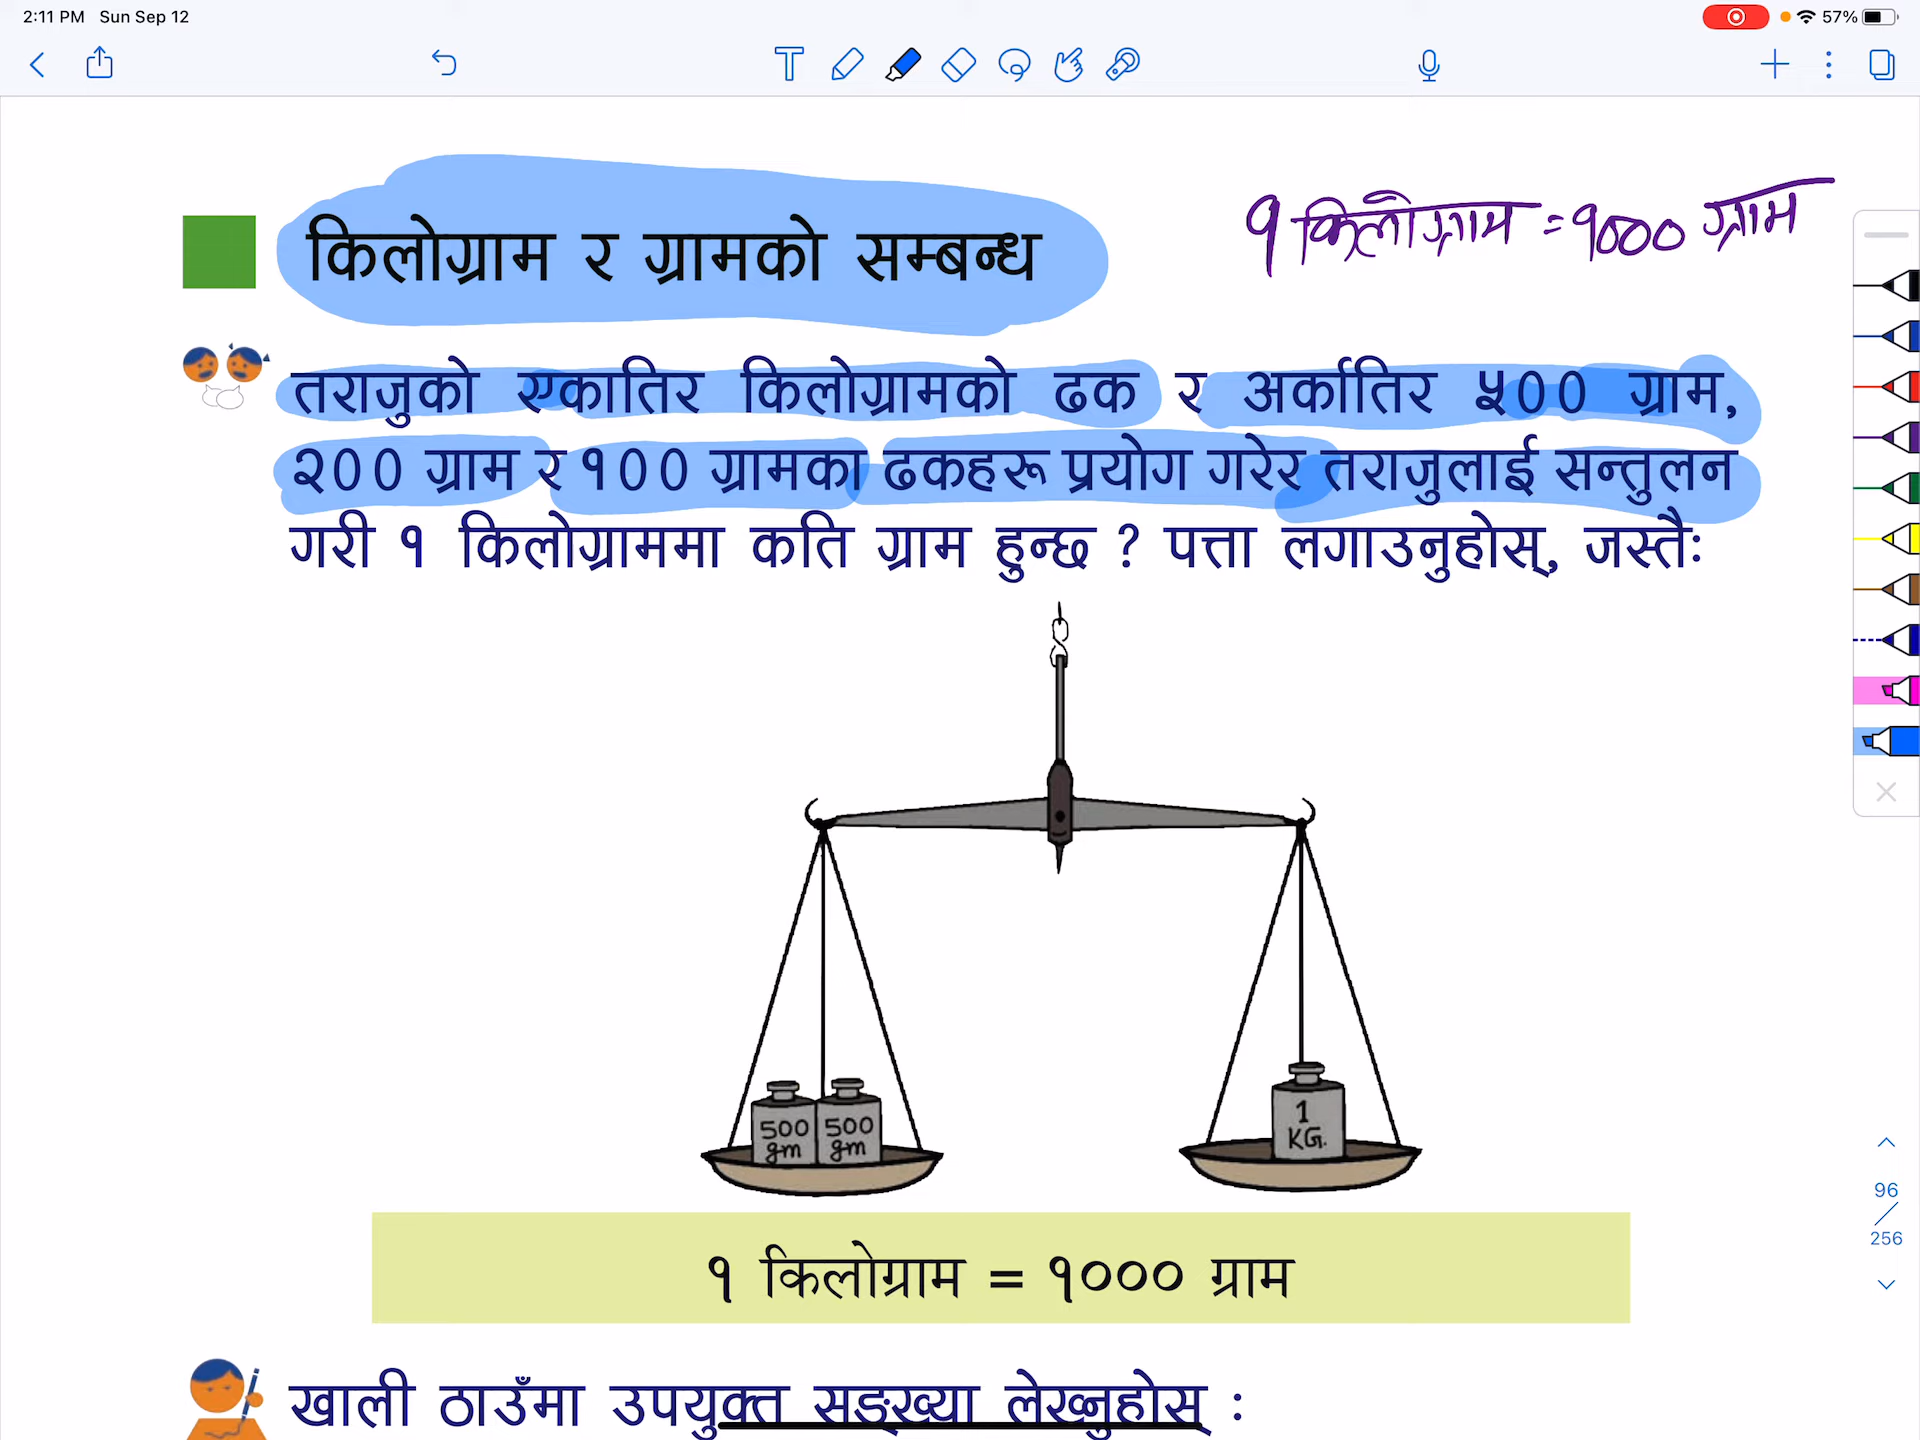 2:11 PM Sun Sep 12
57%
किलोग्राम र ग्रामको सम्बन्ध
१ किलोग्राम = १००० ग्राम
तराजुको एकातिर किलोग्रामको ढक र अर्कातिर ५०० ग्राम,
२०० ग्राम र १०० ग्रामका ढकहरू प्रयोग गरेर तराजुलाई सन्तुलन
गरी १ किलोग्राममा कति ग्राम हुन्छ ? पत्ता लगाउनुहोस्, जस्तैः
500 gm
500 gm
1 KG.
96
256
१ किलोग्राम = १००० ग्राम
खाली ठाउँमा उपयुक्त सङ्ख्या लेख्नुहोस् :